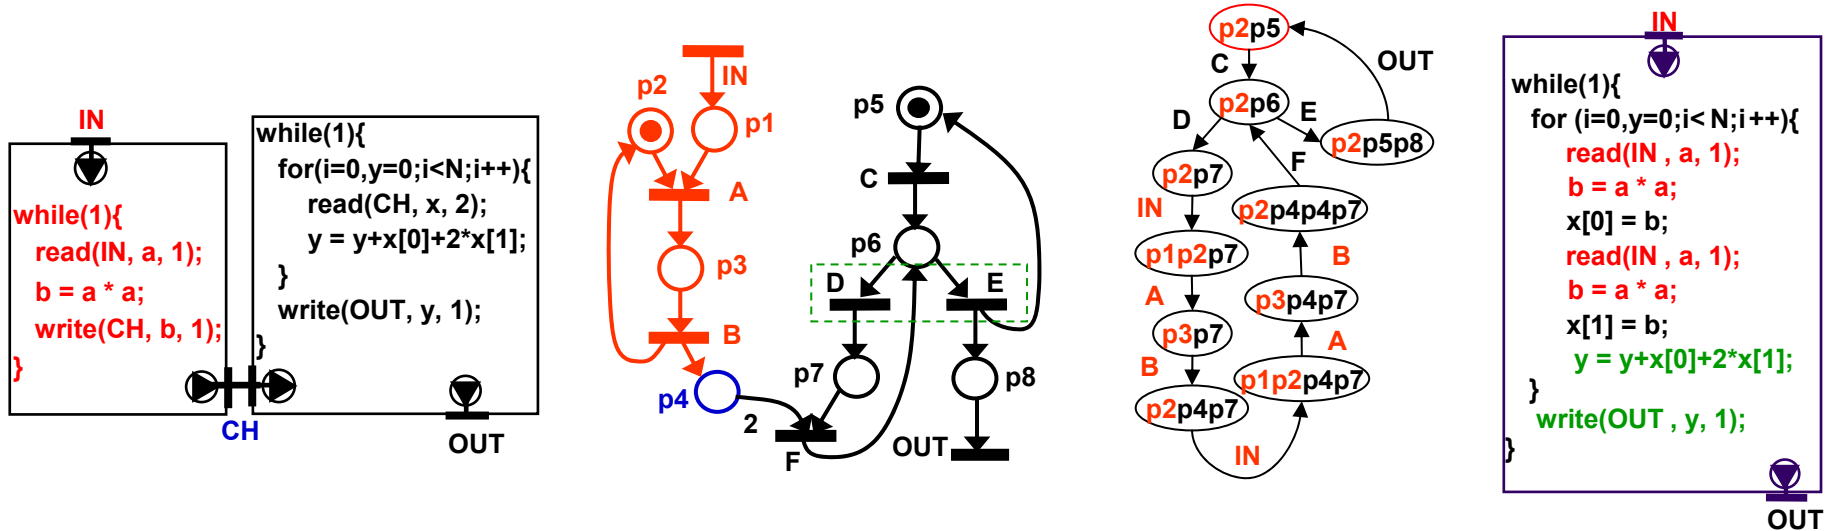 IN
while(1){
read(IN, a, 1);
b = a * a;
write(CH, b, 1);
}
CH
while(1){
for(i=0,y=0;i<N;i++){
read(CH, x, 2);
y = y+x[0]+2*x[1];
}
write(OUT, y, 1);
}
OUT
IN
p2
p1
A
p3
B
p4
2
p5
C
p6
D
E
p7
p8
F
OUT
p2p5
C
OUT
p2p6
D
E
p2p5p8
F
p2p7
IN
p2p4p4p7
p1p2p7
B
A
p3p4p7
p3p7
A
B
p1p2p4p7
p2p4p7
IN
IN
while(1){
for (i=0,y=0;i< N;i++){
read(IN , a, 1);
b = a * a;
x[0] = b;
read(IN , a, 1);
b = a * a;
x[1] = b;
y = y+x[0]+2*x[1];
}
write(OUT , y, 1);
}
OUT